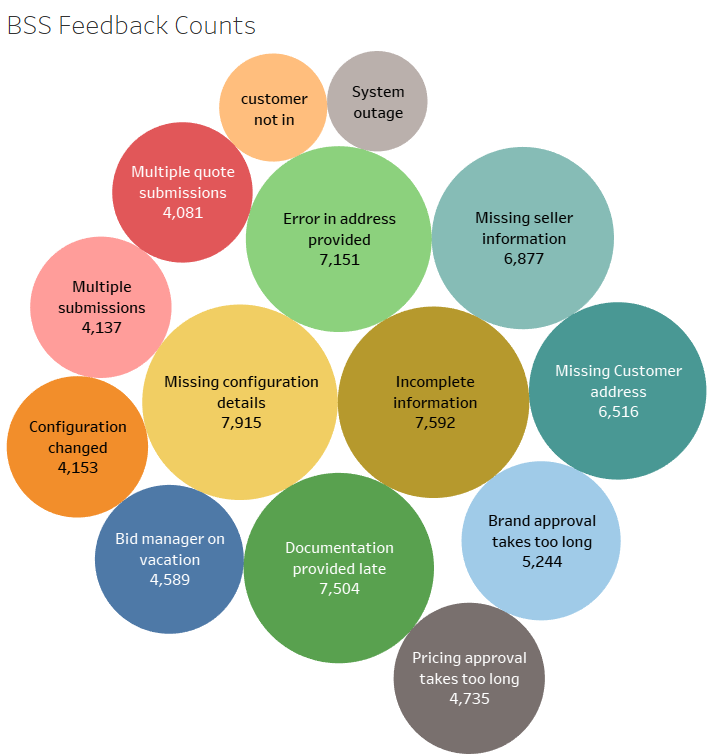 BSS Feedback Counts
customer
not in
System
outage
Multiple quote
submissions
4,081
Error in address
provided
7,151
Missing seller
information
6,877
Multiple
submissions
4,137
Missing configuration
details
7,915
Incomplete
information
7,592
Missing Customer
address
6,516
Configuration
changed
4,153
Bid manager on
vacation
4,589
Documentation
provided late
7,504
Brand approval
takes too long
5,244
Pricing approval
takes too long
4,735